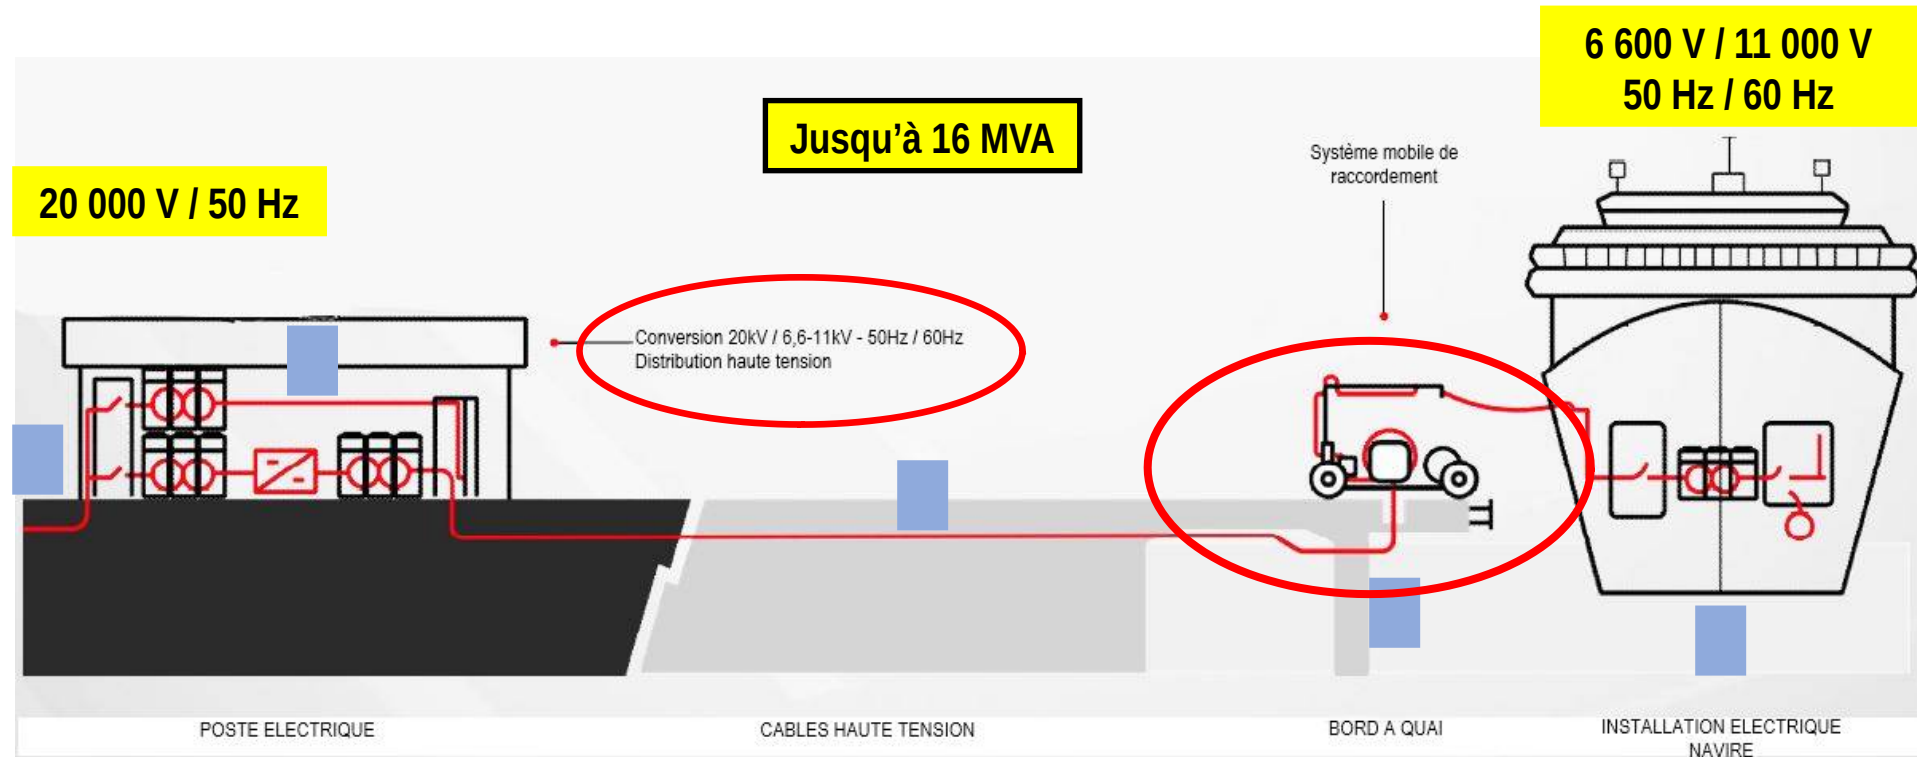 6 600 V / 11 000 V
50 Hz / 60 Hz
Jusqu'à 16 MVA
Système mobile de
raccordement
20 000 V / 50 Hz
Conversion 20kV / 6,6-11kV - 50Hz / 60Hz
Distribution haute tension
POSTE ELECTRIQUE
CABLES HAUTE TENSION
BORD A QUAI
INSTALLATION ELECTRIQUE
NAVIRE